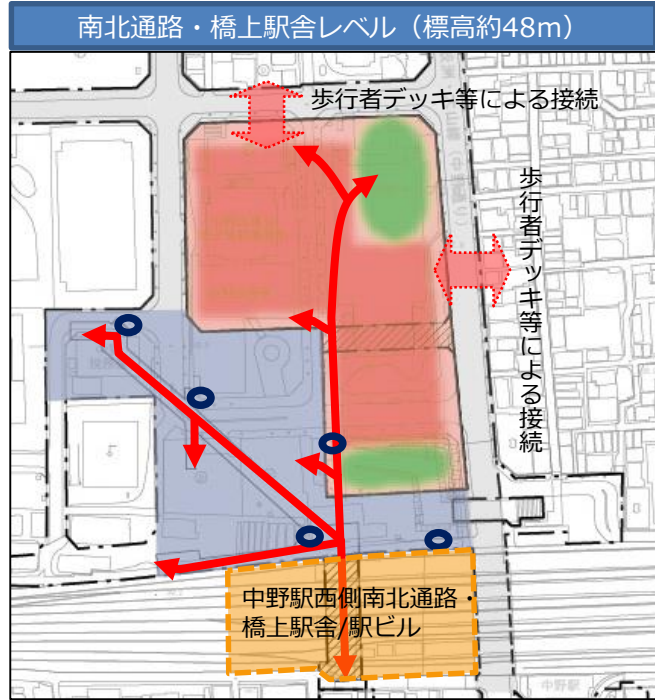 南北通路・橋上駅舎レベル（標高約48m）
歩行者デッキ等による接続
歩行者デッキ等による接続
中野駅西側南北通路・
橋上駅舎/駅ビル
中野駅